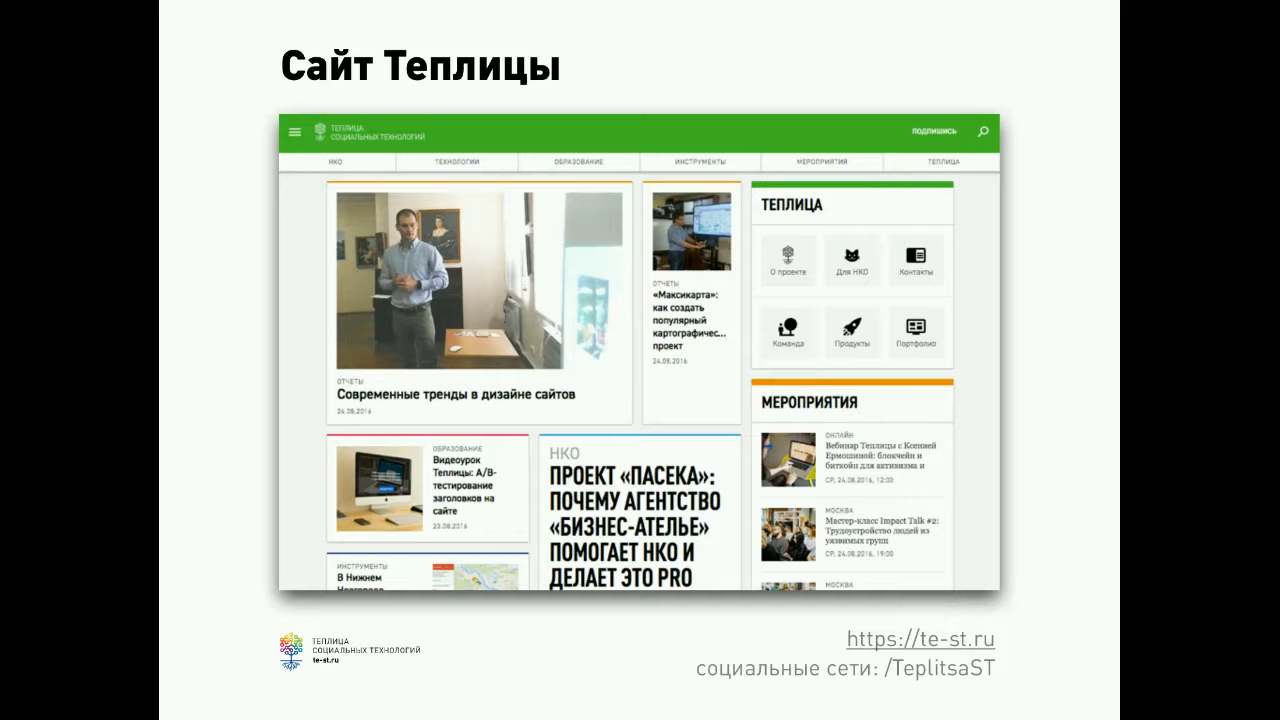 Сайт Теплицы
ТЕПЛИЦА
СОЦИАЛЬНЫХ ТЕХНОЛОГИЙ
ПОДПИШИСЬ
НКО
ТЕХНОЛОГИИ
ОБРАЗОВАНИЕ
ИНСТРУМЕНТЫ
МЕРОПРИЯТИЯ
ТЕПЛИЦА
ОТЧЕТЫ
Современные тренды в дизайне сайтов
24.08.2016
ОТЧЕТЫ
«Максикарта»:
как создать
популярный
картографичес...
проект
24.08.2016
ТЕПЛИЦА
О проекте
Для НКО
Контакты
Команда
Продукты
Портфолио
ОБРАЗОВАНИЕ
Видеоурок
Теплицы: A/B-
тестирование
заголовков на
сайте
23.08.2016
ИНСТРУМЕНТЫ
В Нижнем
Новгороде
НКО
ПРОЕКТ «ПАСЕКА»:
ПОЧЕМУ АГЕНТСТВО
«БИЗНЕС-АТЕЛЬЕ»
ПОМОГАЕТ НКО И
ДЕЛАЕТ ЭТО PRO
МЕРОПРИЯТИЯ
ОНЛАЙН
Вебинар Теплицы с Ксенией
Ермошиной: блокчейн и
биткойн для активизма и
СР, 24.08.2016, 12:00
МОСКВА
Мастер-класс Impact Talk #2:
Трудоустройство людей из
уязвимых групп
СР, 24.08.2016, 19:00
МОСКВА
ТЕПЛИЦА
СОЦИАЛЬНЫХ ТЕХНОЛОГИЙ
te-st.ru
https://te-st.ru
социальные сети: /TeplitsaST